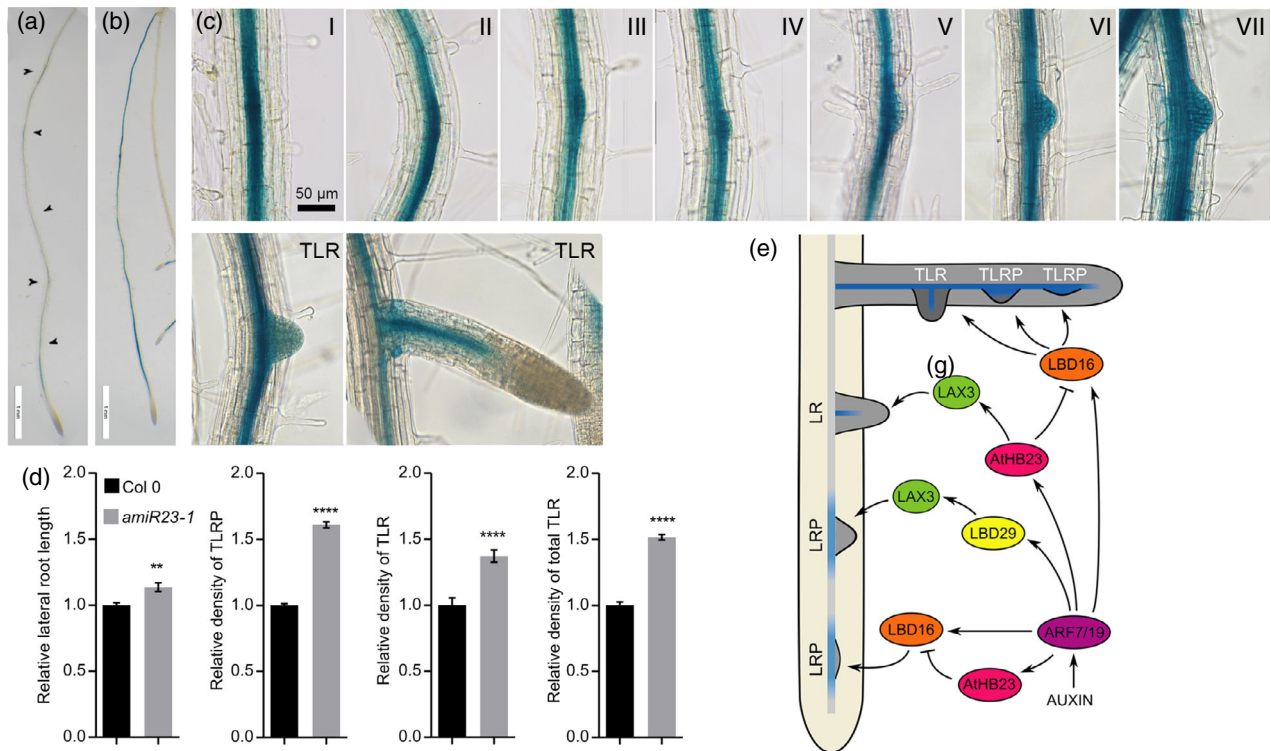 (a)
(b)
(c)
I
II
III
IV
V
VI
VII
50 µm
1 mm
1 mm
TLR
TLR
(d)
Relative lateral root length
2.0
1.5
1.0
0.5
0.0
Col 0
amiR23-1
**
Relative density of TLRP
2.0
1.5
1.0
0.5
0.0
****
Relative density of TLR
2.0
1.5
1.0
0.5
0.0
****
Relative density of total TLR
2.0
1.5
1.0
0.5
0.0
****
(e)
TLR TLRP TLRP
LBD16
(g)
LAX3
LR
AtHB23
LAX3
LRP
LBD29
LBD16
ARF7/19
LRP
AtHB23
AUXIN